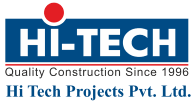 Hi-TECH
Quality Construction Since 1996
Hi Tech Projects Pvt. Ltd.